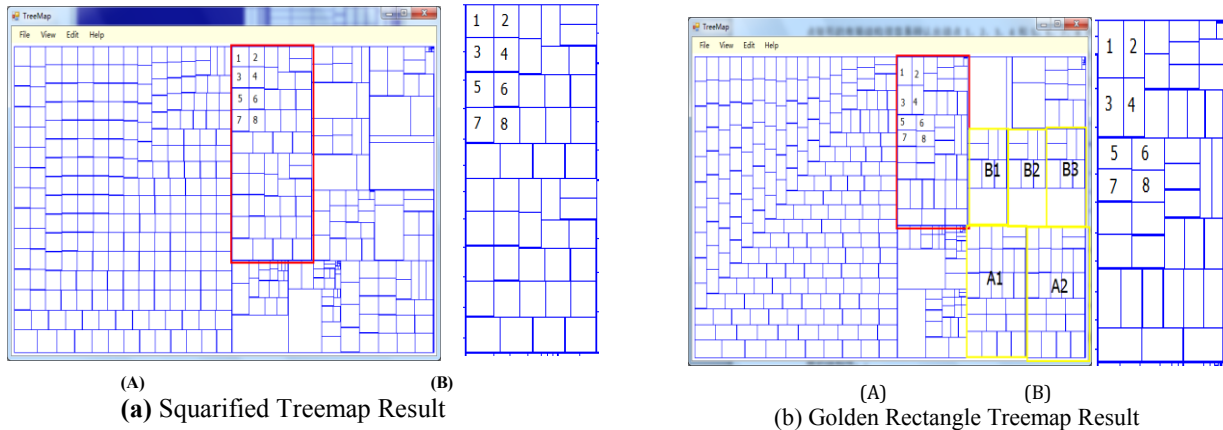 TreeMap
File View Edit Help
1 2
3 4
5 6
7 8
1 2
3 4
5 6
7 8
(A) (B)
(a) Squarified Treemap Result
TreeMap
File View Edit Help
1 2
3 4
5 6
7 8
B1 B2 B3
A1 A2
1 2
3 4
5 6
7 8
(A) (B)
(b) Golden Rectangle Treemap Result